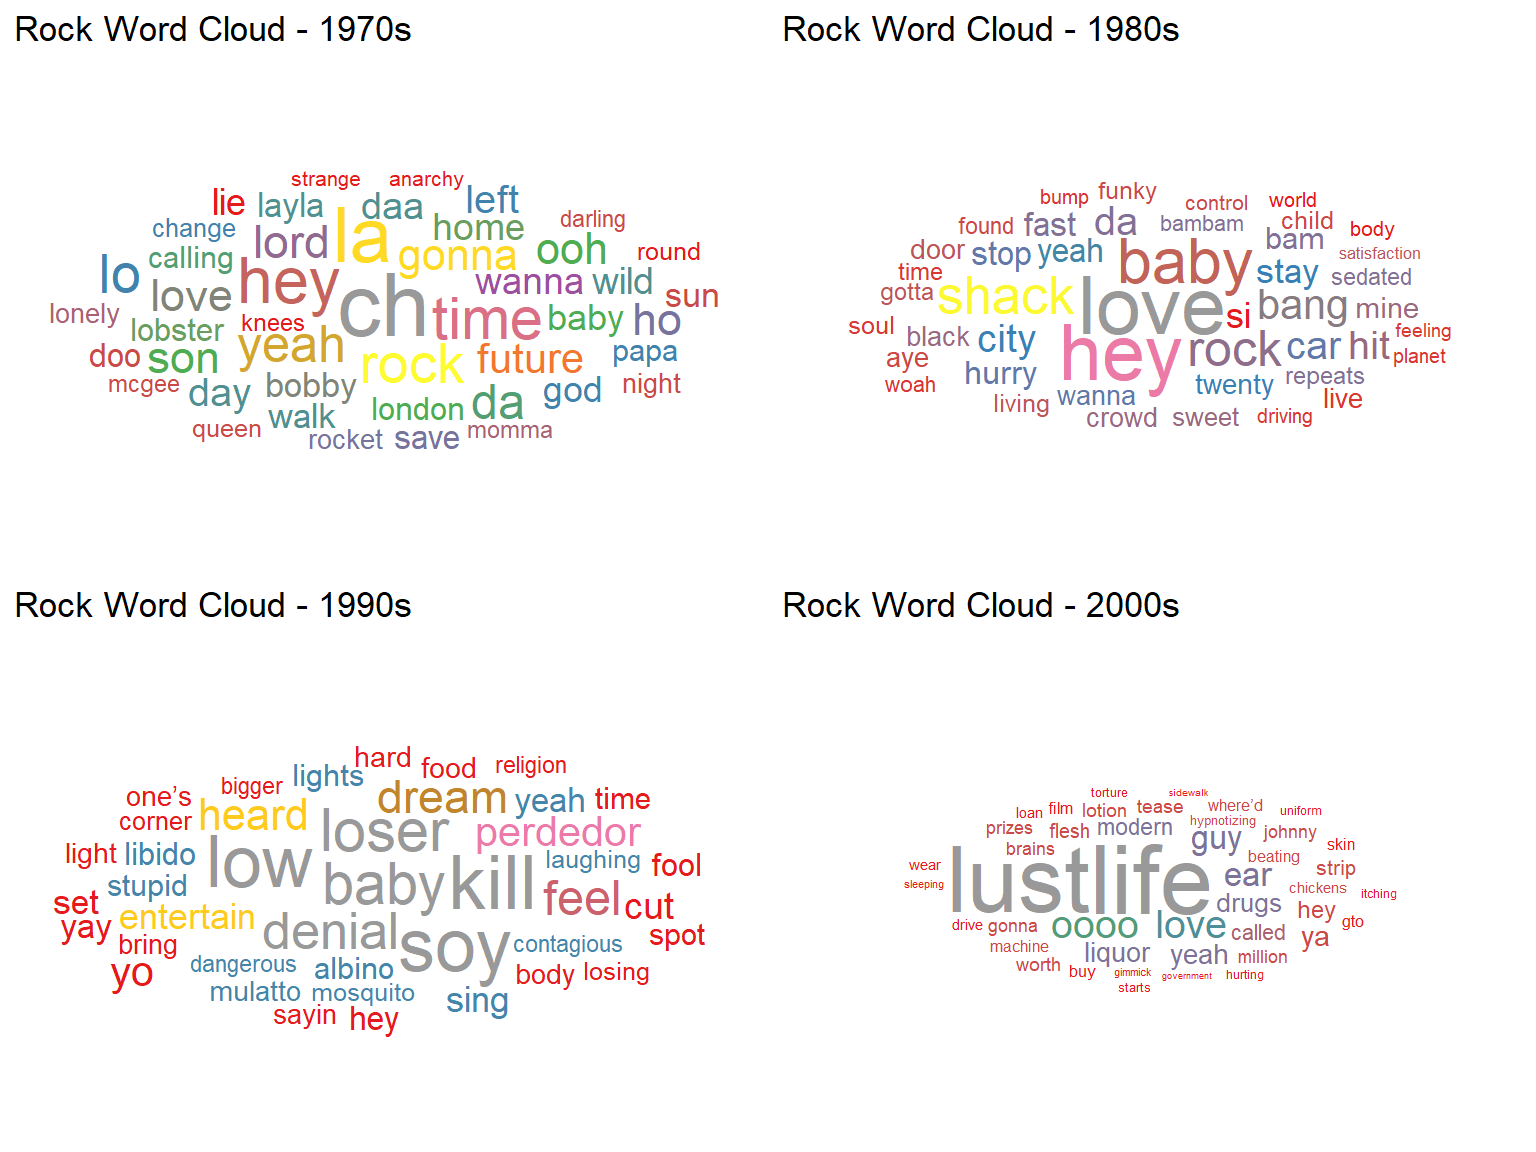 Rock Word Cloud - 1970s
strange anarchy
lie layla daa left
change lord la home darling
calling gonna ooh round
lo hey wanna wild
love ch sun
lonely lobster knees time baby ho
doo son yeah rock future papa
mcgee day bobby god night
walk london da
queen rocket save momma
Rock Word Cloud - 1980s
bump funky control world
found fast da bambam child body
door stop yeah baby bam satisfaction
time stay sedated
gotta shack love si bang mine
soul black city hey rock car hit feeling
aye planet
woah hurry wanna twenty repeats
living crowd sweet driving live
Rock Word Cloud - 1990s
hard food religion
bigger lights
one’s heard dream yeah time
corner loser perdedor
light libido low laughing fool
stupid baby kill
set entertain feel cut
yay denial soy contagious spot
bring
yo dangerous albino body losing
mulatto mosquito sing
sayin hey
Rock Word Cloud - 2000s
torture sidewalk
loan film lotion tease where’d uniform
prizes flesh modern hypnotizing johnny
brains guy skin
wear lust life beating strip
sleeping ear chickens itching
drugs hey
drive gonna oooo love called ya gto
machine liquor yeah million
worth buy gimmick government hurting
starts